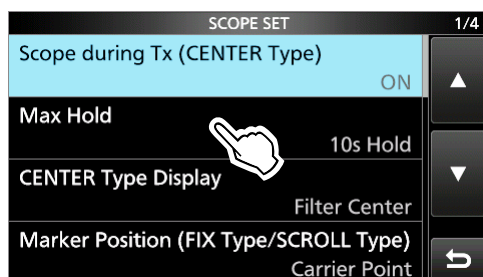 SCOPE SET
1/4
Scope during Tx (CENTER Type)
ON
Max Hold
10s Hold
CENTER Type Display
Filter Center
Marker Position (FIX Type/SCROLL Type)
Carrier Point